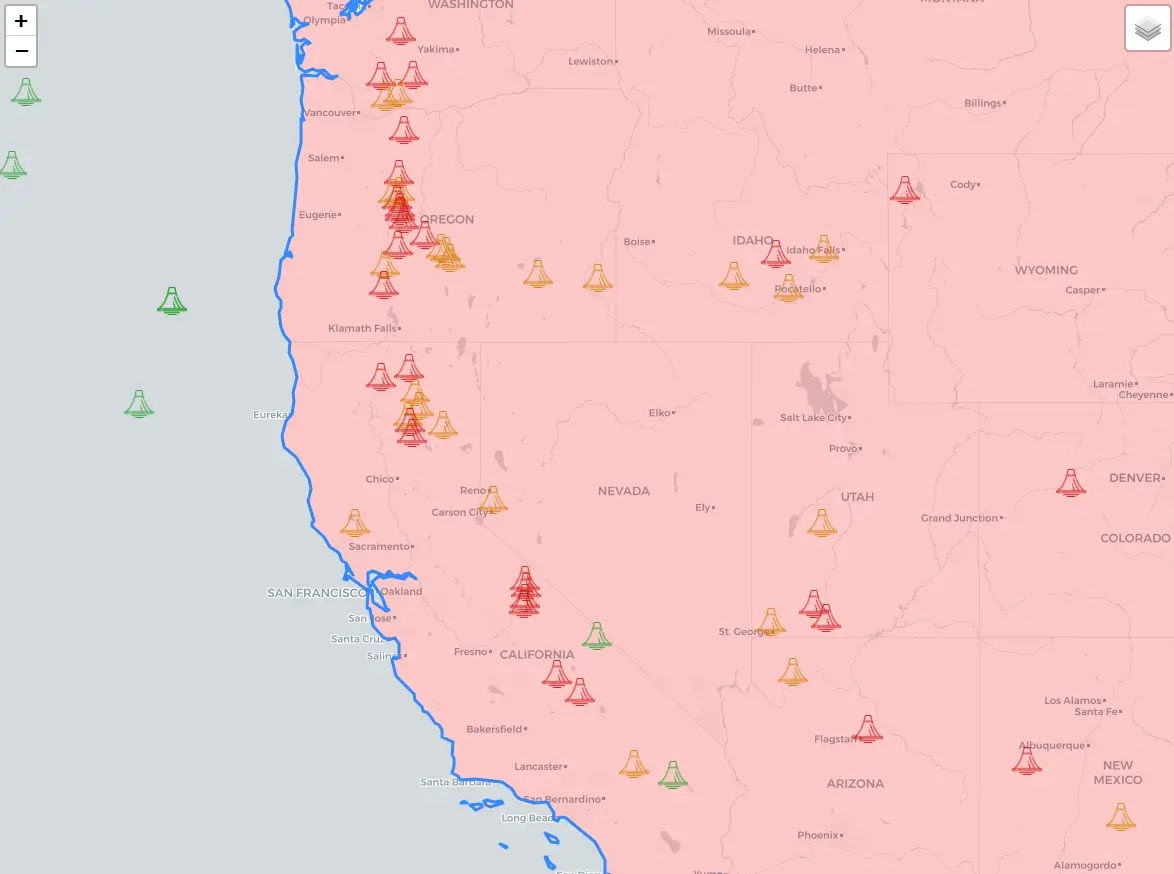 +
−
Tac
WASHINGTON
MONTANA
Olympia
Missoula
Yakima
Helena
Lewiston
Butte
Billings
Vancouver
Salem
Cody
Eugene
OREGON
Boise
IDAHO
Idaho Falls
WYOMING
Pocatello
Casper
Klamath Falls
Laramie
Cheyenne
Eureka
Elko
Salt Lake City
Provo
Chico
DENVER
Reno
NEVADA
UTAH
Carson City
Ely
Grand Junction
COLORADO
Sacramento
SAN FRANCISCO
Oakland
San Jose
St. George
Santa Cruz
Fresno
CALIFORNIA
Salinas
Los Alamos
Santa Fe
Bakersfield
Flagstaff
Albuquerque
Lancaster
NEW
MEXICO
Santa Barbara
ARIZONA
San Bernardino
Long Beach
Phoenix
Alamogordo
San Diego
Yuma